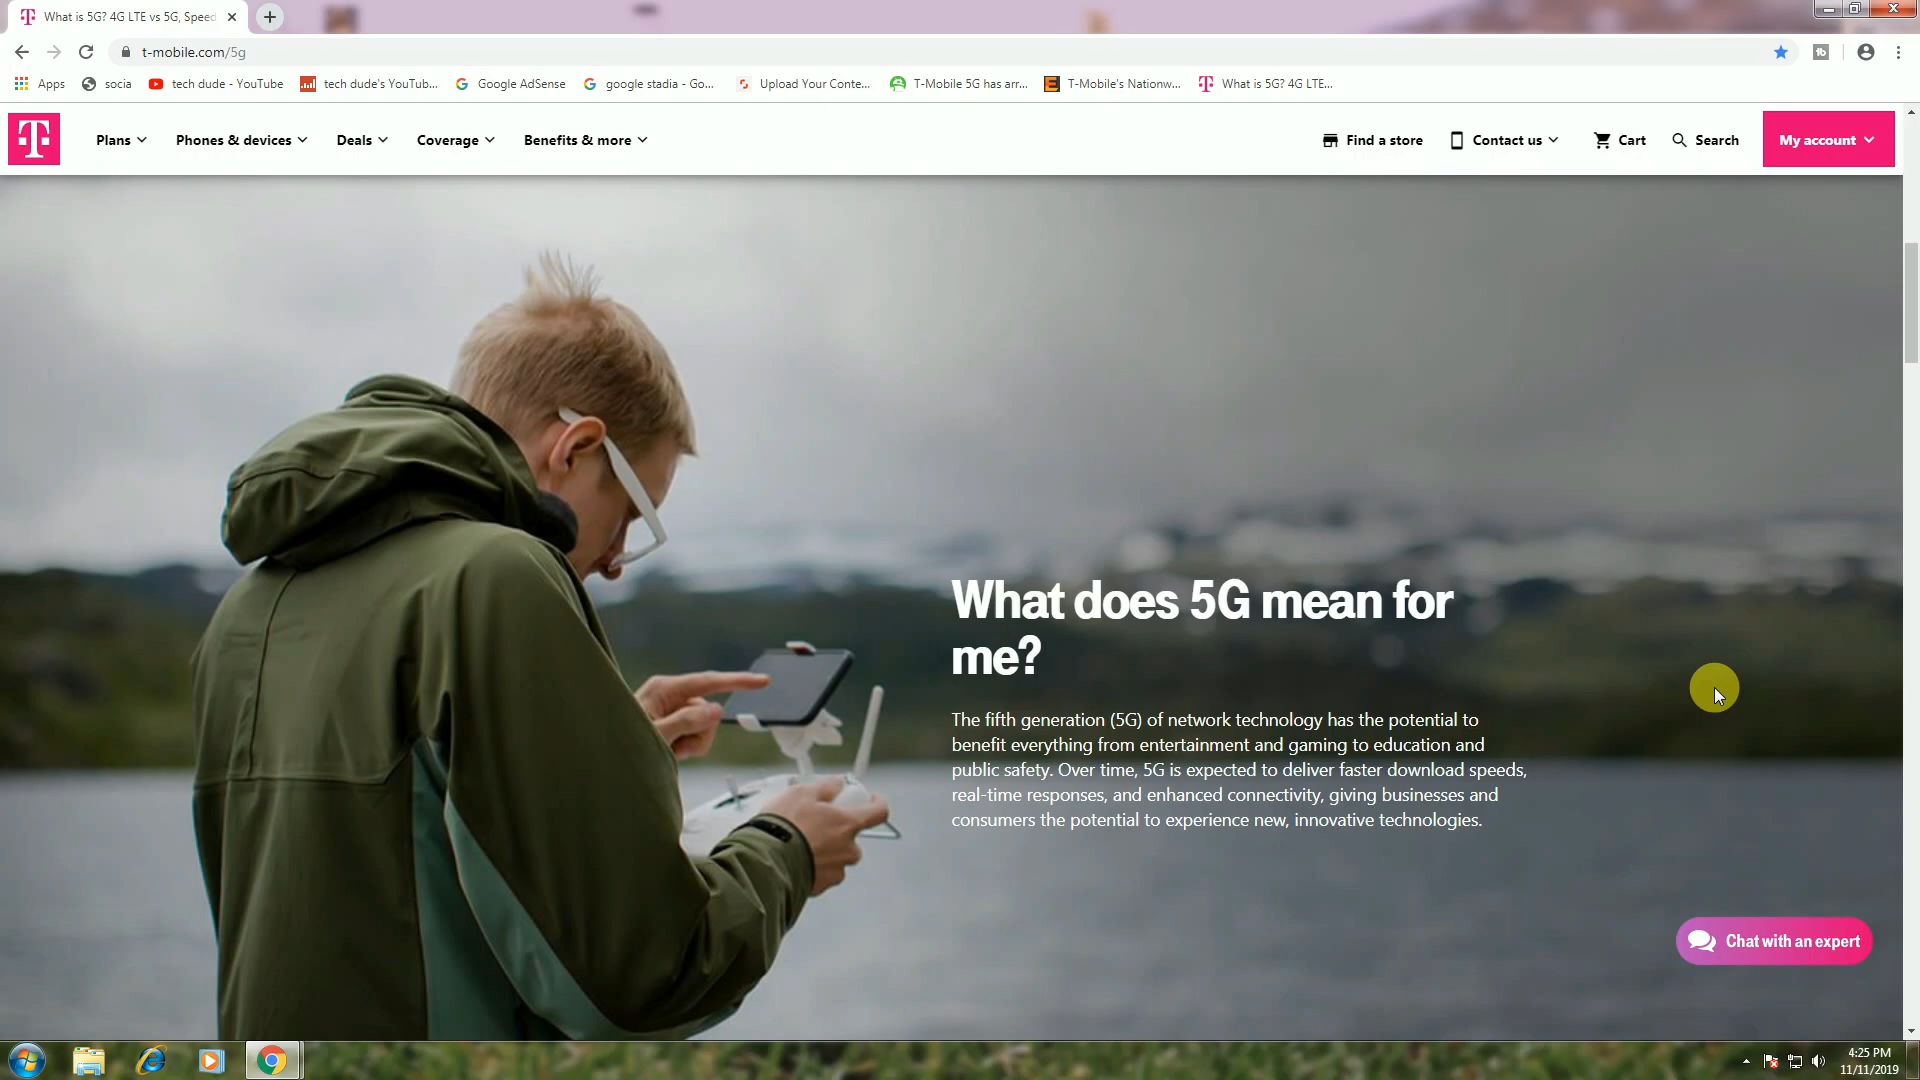 What is 5G? 4G LTE vs 5G, Speed
t-mobile.com/5g
Apps socia tech dude - YouTube tech dude's YouTub... Google AdSense google stadia - Go... Upload Your Conte... T-Mobile 5G has arr... T-Mobile's Nationw... What is 5G? 4G LTE...
T Plans Phones & devices Deals Coverage Benefits & more Find a store Contact us Cart Search My account
What does 5G mean for
me?
The fifth generation (5G) of network technology has the potential to
benefit everything from entertainment and gaming to education and
public safety. Over time, 5G is expected to deliver faster download speeds,
real-time responses, and enhanced connectivity, giving businesses and
consumers the potential to experience new, innovative technologies.
Chat with an expert
4:25 PM
11/11/2019